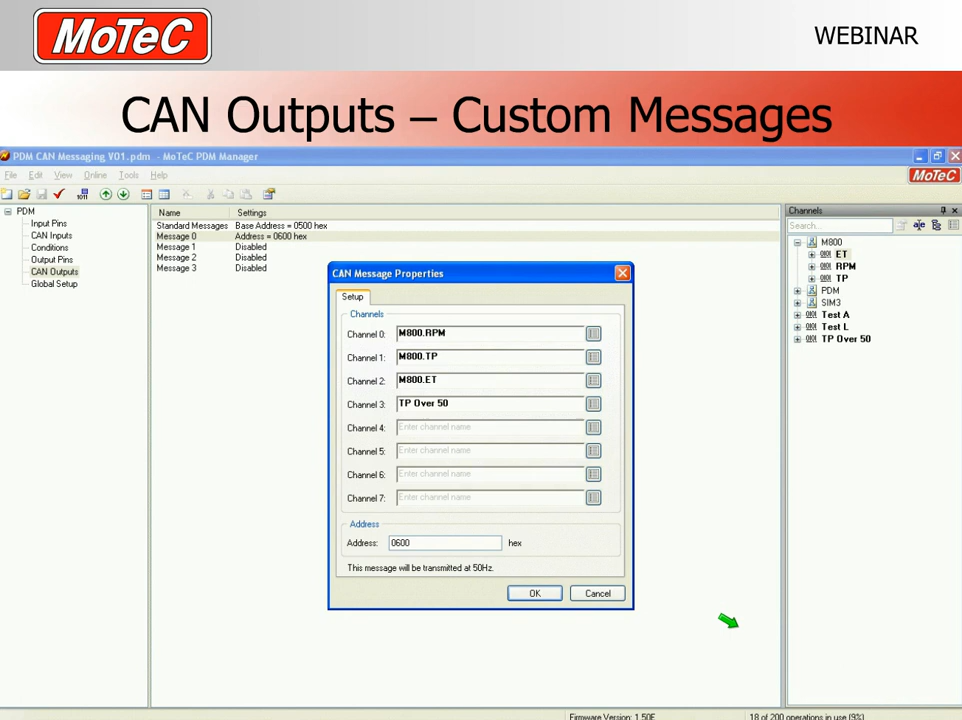 MoTeC
WEBINAR
CAN Outputs – Custom Messages
PDM CAN Messaging V01.pdm - MoTeC PDM Manager
File Edit View Online Tools Help
MoTeC
PDM
Input Pins
CAN Inputs
Conditions
Output Pins
CAN Outputs
Global Setup
Name Settings
Standard Messages Base Address = 0500 hex
Message 0 Address = 0600 hex
Message 1 Disabled
Message 2 Disabled
Message 3 Disabled
CAN Message Properties
Setup
Channels
Channel 0: M800.RPM
Channel 1: M800.TP
Channel 2: M800.ET
Channel 3: TP Over 50
Channel 4: Enter channel name
Channel 5: Enter channel name
Channel 6: Enter channel name
Channel 7: Enter channel name
Address
Address: 0600 hex
This message will be transmitted at 50Hz.
OK Cancel
Channels
Search...
M800
ET
RPM
TP
PDM
SIM3
Test A
Test L
TP Over 50
Firmware Version: 1.50E 18 of 200 operations in use (9%)